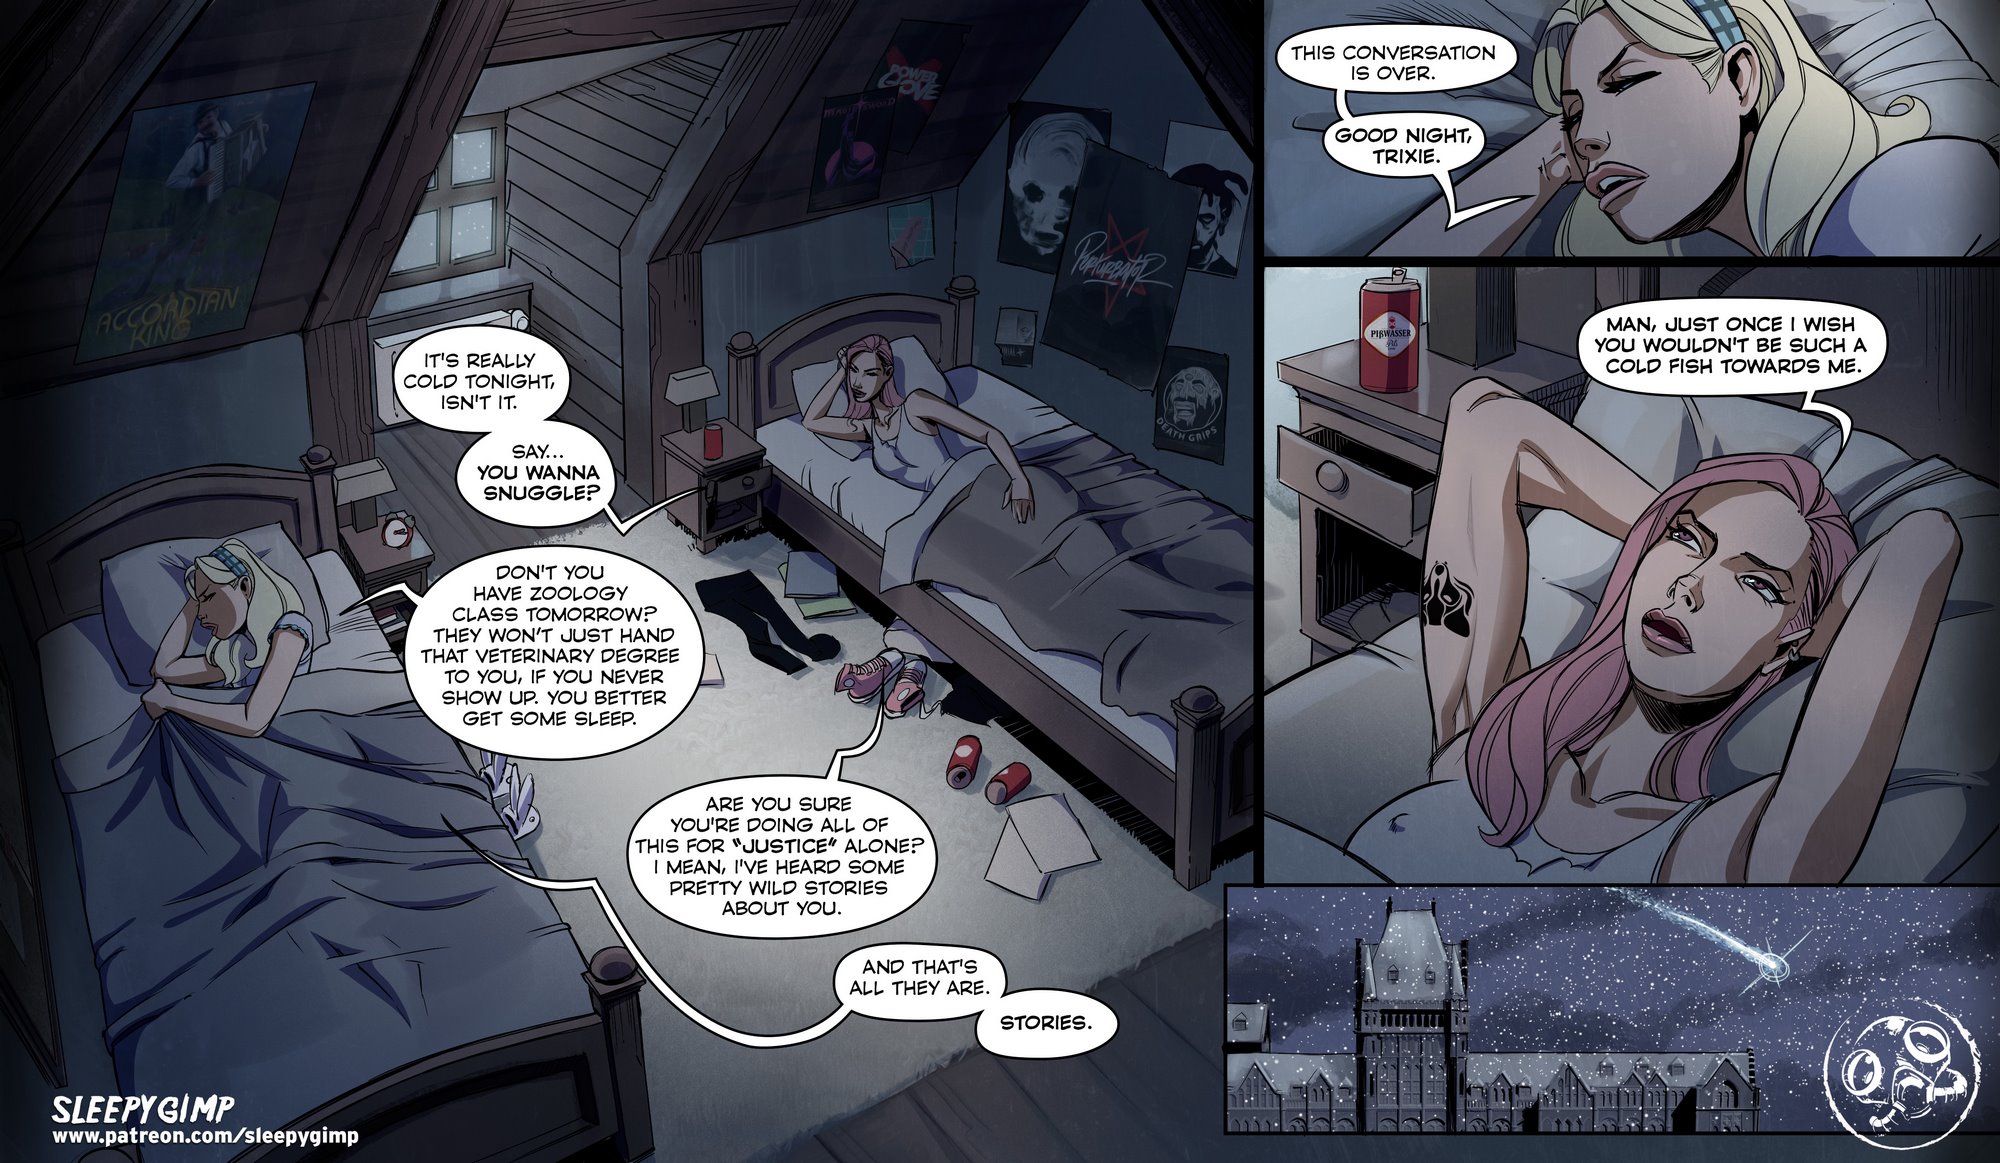 ACCORDIAN
KING
POWER
GLOVE
PERTURBATOR
DEATH GRIPS
IT'S REALLY
COLD TONIGHT,
ISN'T IT.
SAY...
YOU WANNA
SNUGGLE?
DON'T YOU
HAVE ZOOLOGY
CLASS TOMORROW?
THEY WON'T JUST HAND
THAT VETERINARY DEGREE
TO YOU, IF YOU NEVER
SHOW UP. YOU BETTER
GET SOME SLEEP.
ARE YOU SURE
YOU'RE DOING ALL OF
THIS FOR "JUSTICE" ALONE?
I MEAN, I'VE HEARD SOME
PRETTY WILD STORIES
ABOUT YOU.
AND THAT'S
ALL THEY ARE.
STORIES.
THIS CONVERSATION
IS OVER.
GOOD NIGHT,
TRIXIE.
PIßWASSER
MAN, JUST ONCE I WISH
YOU WOULDN'T BE SUCH A
COLD FISH TOWARDS ME.
SLEEPYGIMP
www.patreon.com/sleepygimp